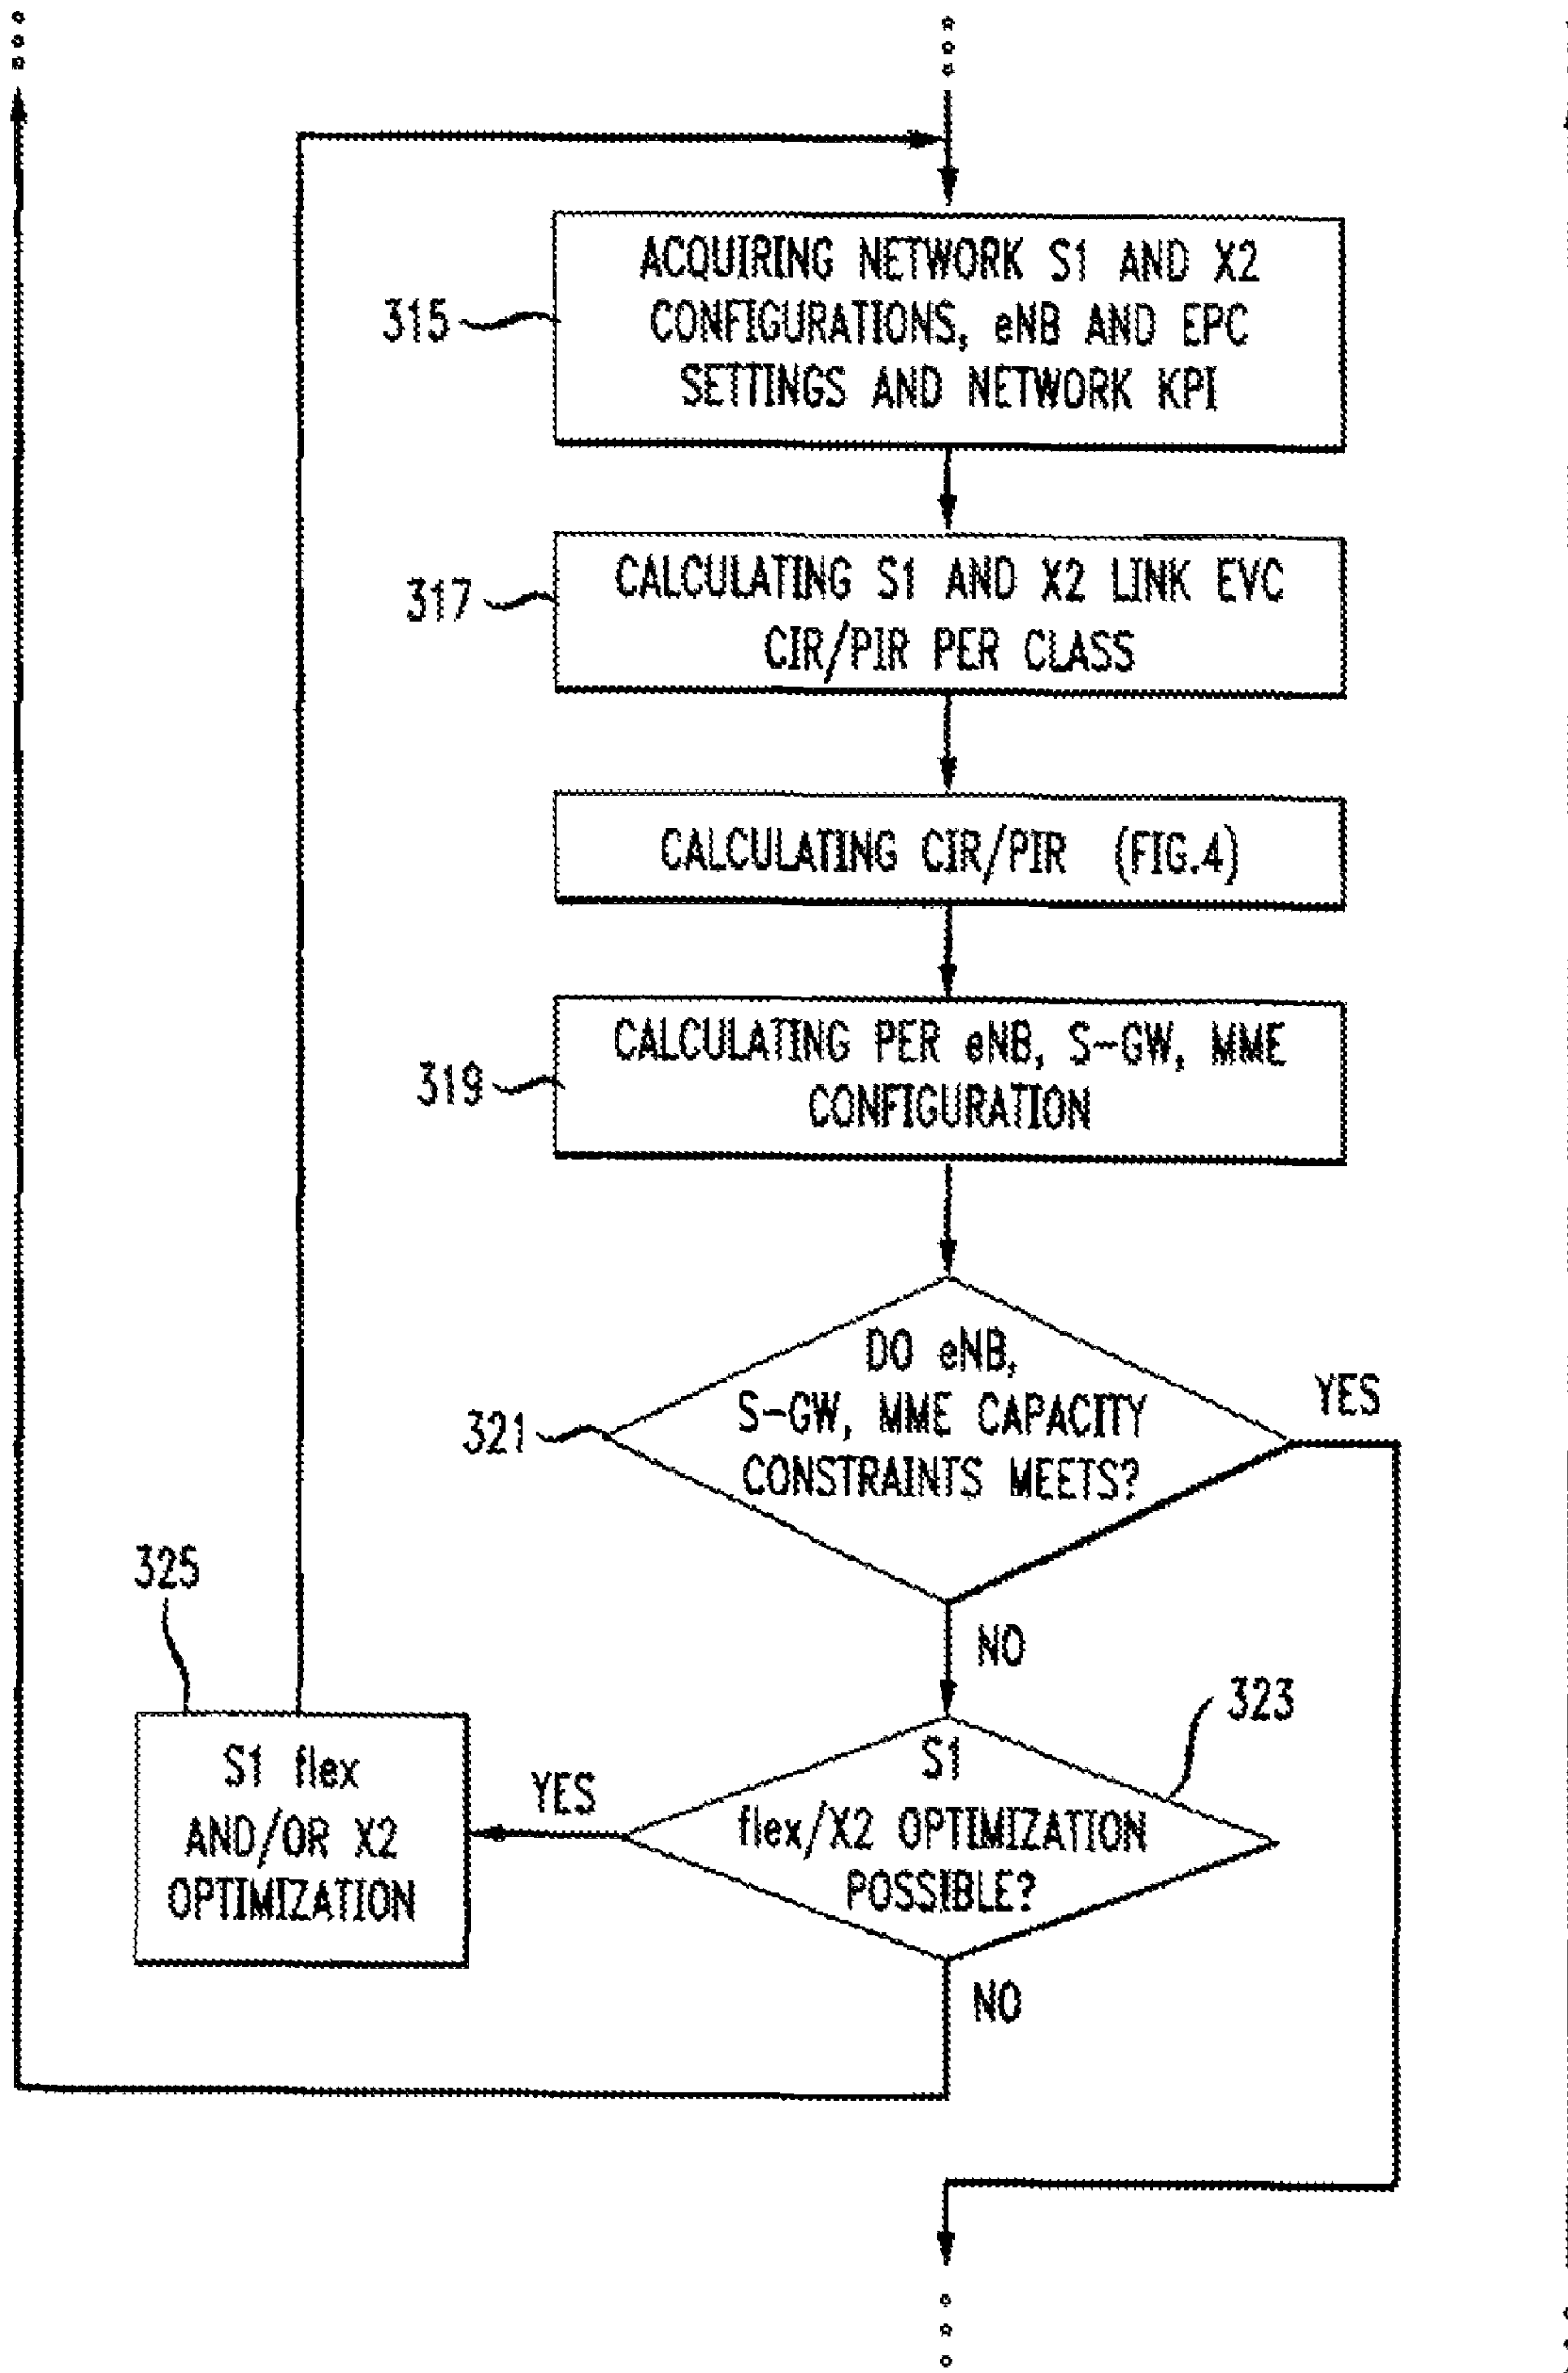 315
ACQUIRING NETWORK S1 AND X2
CONFIGURATIONS, eNB AND EPC
SETTINGS AND NETWORK KPI
317
CALCULATING S1 AND X2 LINK EVC
CIR/PIR PER CLASS
CALCULATING CIR/PIR (FIG.4)
319
CALCULATING PER eNB, S-GW, MME
CONFIGURATION
321
DO eNB,
S-GW, MME CAPACITY
CONSTRAINTS MEETS?
YES
NO
325
S1 flex
AND/OR X2
OPTIMIZATION
YES
323
S1
flex/X2 OPTIMIZATION
POSSIBLE?
NO